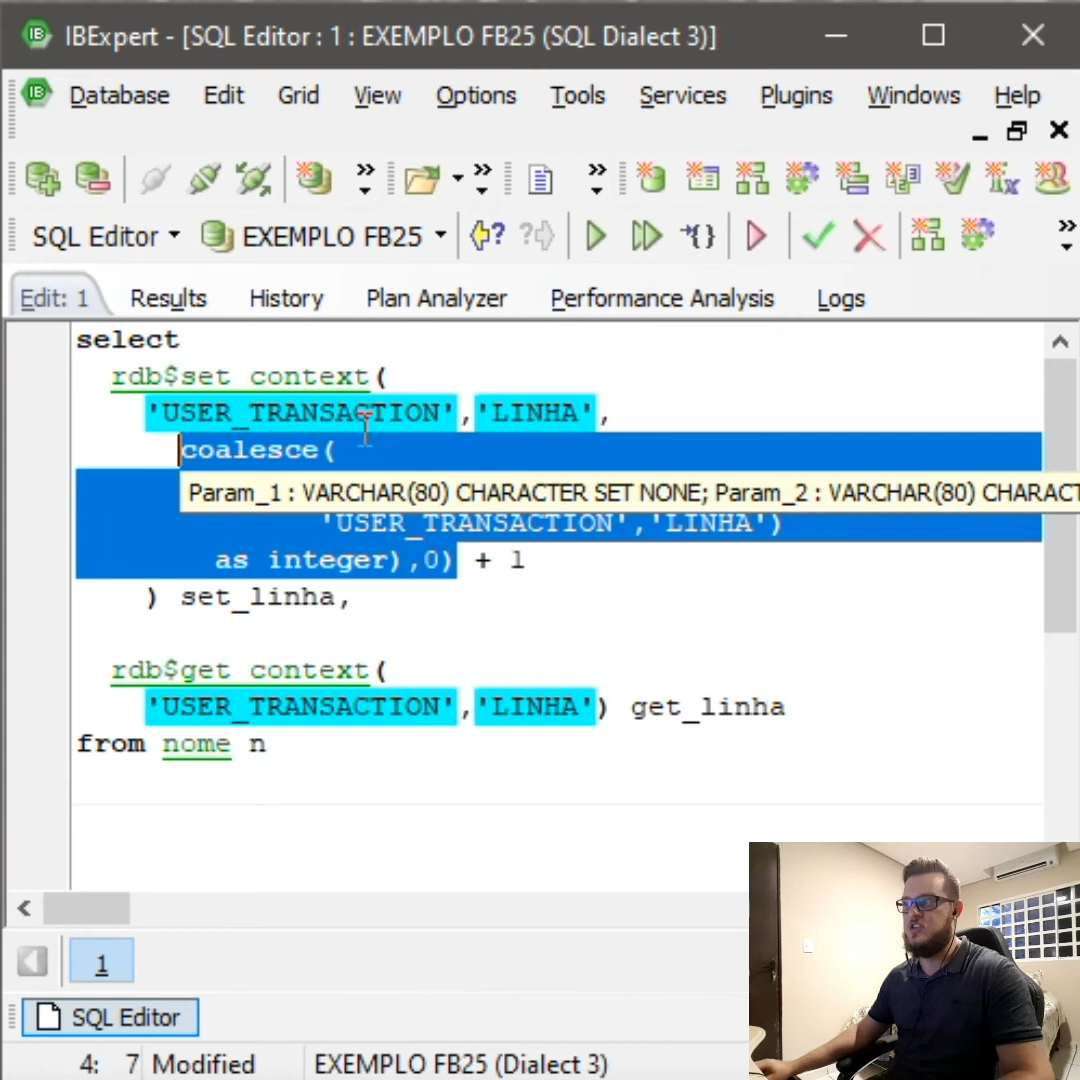 IBExpert - [SQL Editor : 1 : EXEMPLO FB25 (SQL Dialect 3)]
Database Edit Grid View Options Tools Services Plugins Windows Help
SQL Editor EXEMPLO FB25
Edit: 1 Results History Plan Analyzer Performance Analysis Logs
select
rdb$set_context(
'USER_TRANSACTION','LINHA',
coalesce(
Param_1 : VARCHAR(80) CHARACTER SET NONE; Param_2 : VARCHAR(80) CHARACT
'USER_TRANSACTION','LINHA')
as integer),0) + 1
) set_linha,
rdb$get_context(
'USER_TRANSACTION','LINHA') get_linha
from nome n
1
SQL Editor
4: 7 Modified EXEMPLO FB25 (Dialect 3)